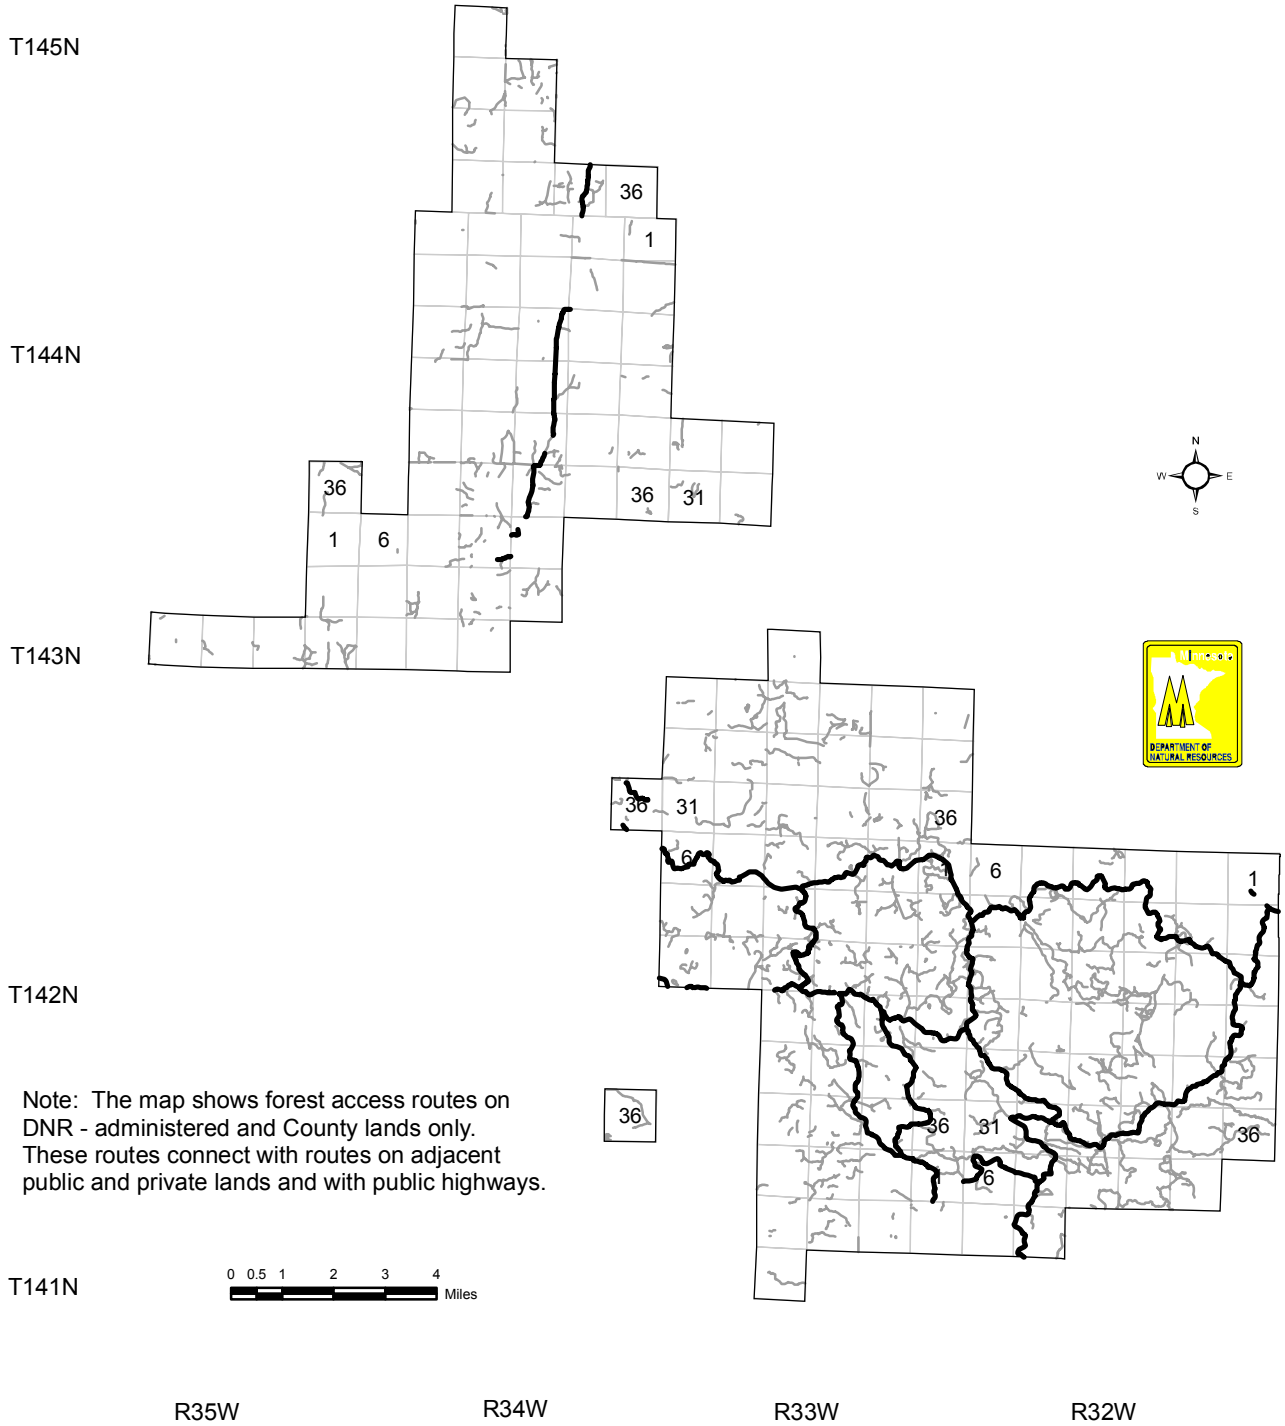 T145N
36
1
T144N
N
W E
S
36
36 31
1 6
T143N
DEPARTMENT OF
NATURAL RESOURCES
36 31
36
6
6
1
T142N
Note: The map shows forest access routes on
DNR - administered and County lands only.
These routes connect with routes on adjacent
public and private lands and with public highways.
36
36 31
36
6
T141N
0 0.5 1 2 3 4
Miles
R35W R34W R33W R32W